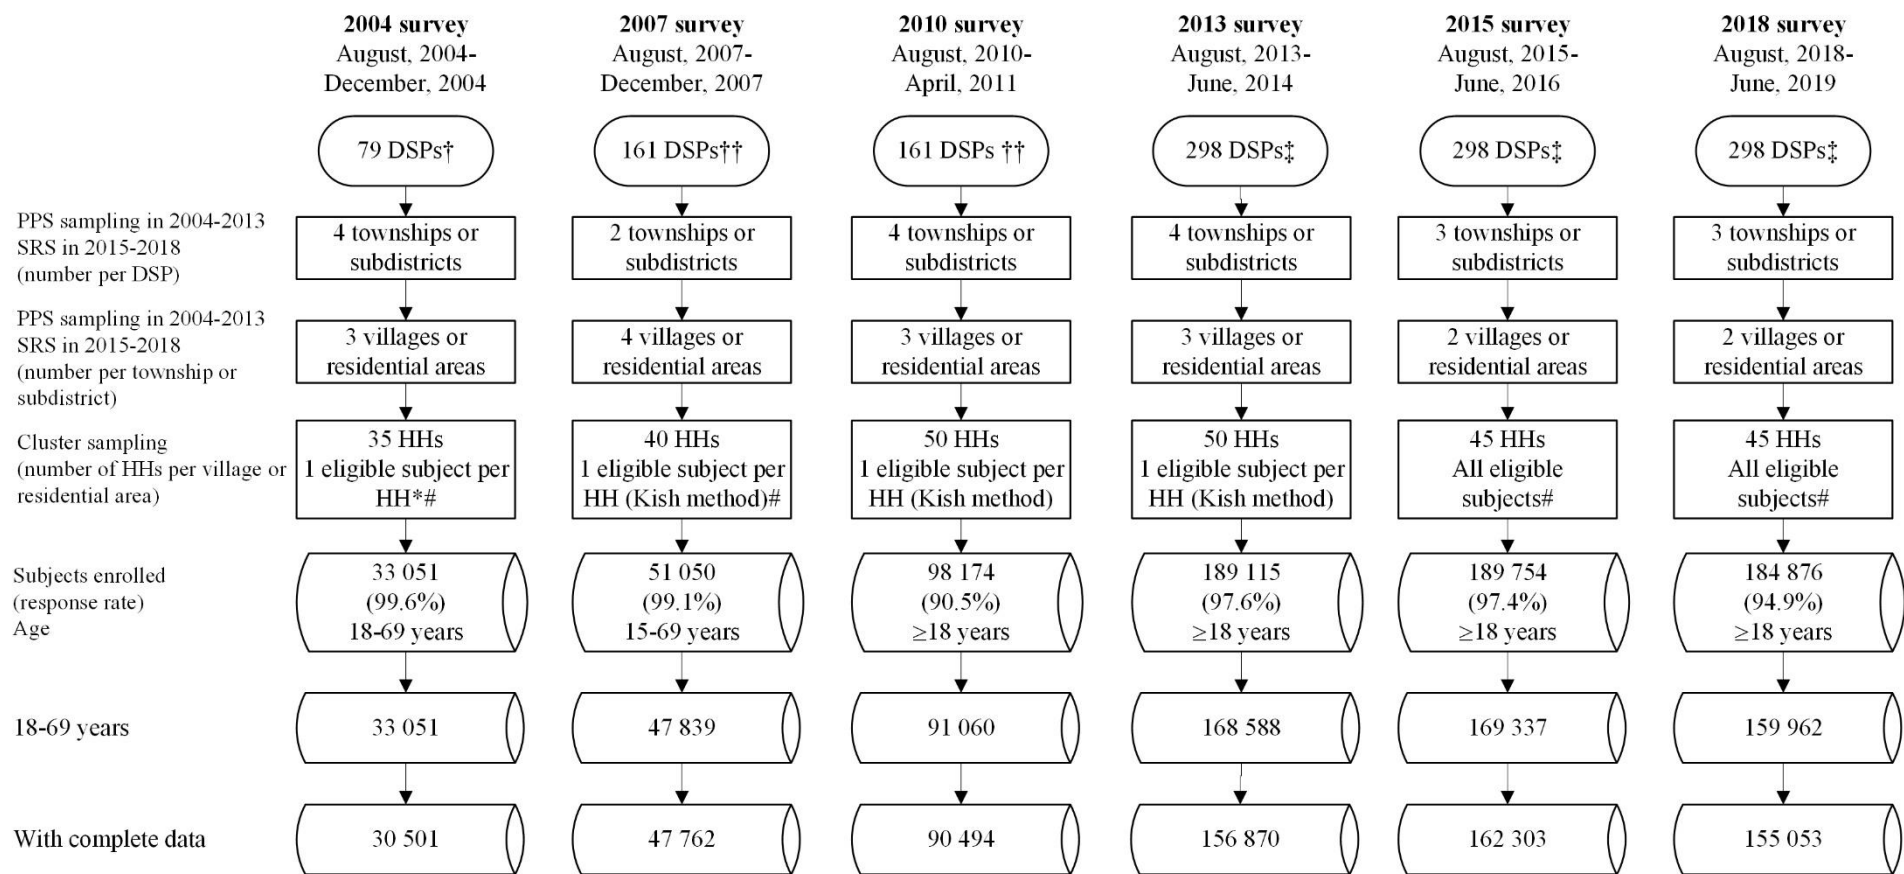 2004 survey
August, 2004-
December, 2004
2007 survey
August, 2007-
December, 2007
2010 survey
August, 2010-
April, 2011
2013 survey
August, 2013-
June, 2014
2015 survey
August, 2015-
June, 2016
2018 survey
August, 2018-
June, 2019
79 DSPs†
161 DSPs††
161 DSPs ††
298 DSPs‡
298 DSPs‡
298 DSPs‡
PPS sampling in 2004-2013
SRS in 2015-2018
(number per DSP)
4 townships or
subdistricts
2 townships or
subdistricts
4 townships or
subdistricts
4 townships or
subdistricts
3 townships or
subdistricts
3 townships or
subdistricts
PPS sampling in 2004-2013
SRS in 2015-2018
(number per township or
subdistrict)
3 villages or
residential areas
4 villages or
residential areas
3 villages or
residential areas
3 villages or
residential areas
2 villages or
residential areas
2 villages or
residential areas
Cluster sampling
(number of HHs per village or
residential area)
35 HHs
1 eligible subject per
HH*#
40 HHs
1 eligible subject per
HH (Kish method)#
50 HHs
1 eligible subject per
HH (Kish method)
50 HHs
1 eligible subject per
HH (Kish method)
45 HHs
All eligible
subjects#
45 HHs
All eligible
subjects#
Subjects enrolled
(response rate)
Age
33 051
(99.6%)
18-69 years
51 050
(99.1%)
15-69 years
98 174
(90.5%)
≥18 years
189 115
(97.6%)
≥18 years
189 754
(97.4%)
≥18 years
184 876
(94.9%)
≥18 years
18-69 years
33 051
47 839
91 060
168 588
169 337
159 962
With complete data
30 501
47 762
90 494
156 870
162 303
155 053